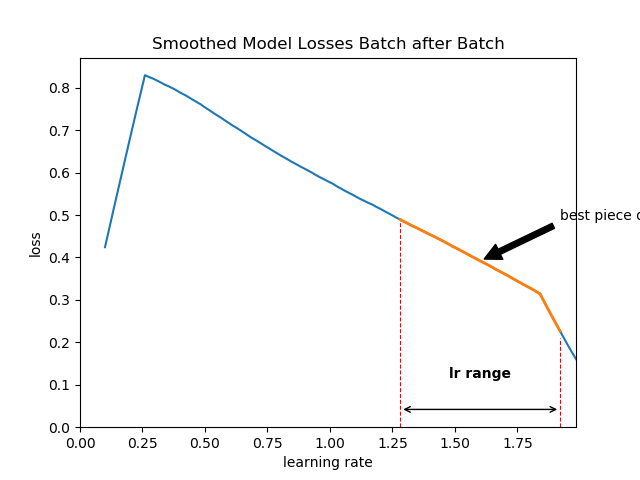 Smoothed Model Losses Batch after Batch
0.8
0.7
0.6
0.5
0.4
0.3
0.2
0.1
0.0
loss
best piece
lr range
0.00 0.25 0.50 0.75 1.00 1.25 1.50 1.75
learning rate